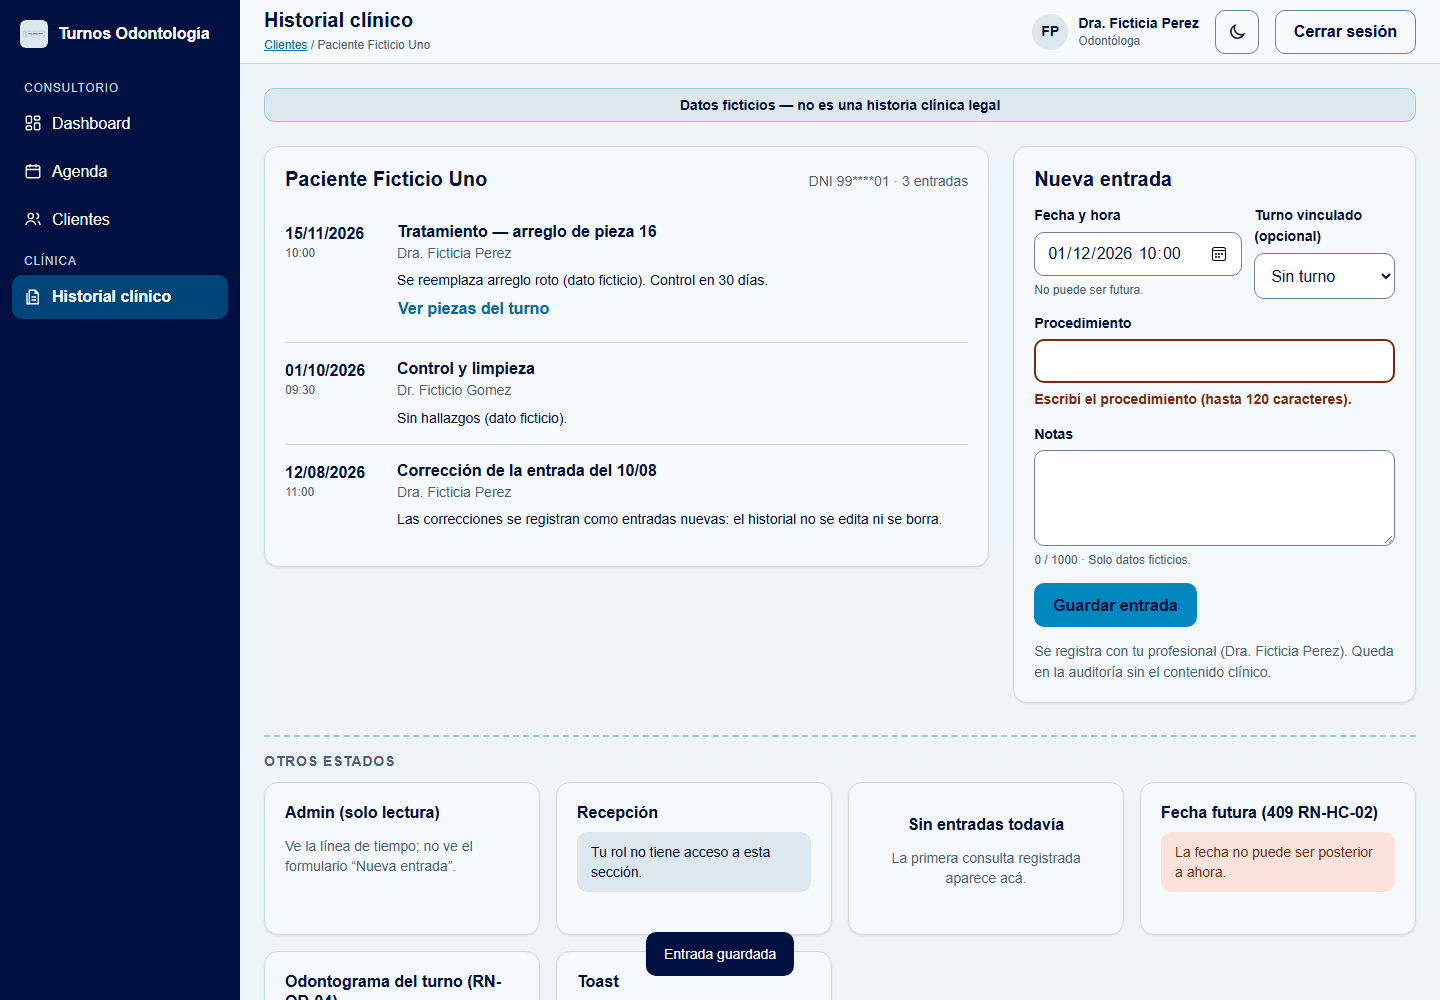 Turnos Odontología
CONSULTORIO
Dashboard
Agenda
Clientes
CLÍNICA
Historial clínico
Historial clínico
Clientes / Paciente Ficticio Uno
FP
Dra. Ficticia Perez
Odontóloga
Cerrar sesión
Datos ficticios — no es una historia clínica legal
Paciente Ficticio Uno
DNI 99****01 · 3 entradas
15/11/2026
10:00
Tratamiento — arreglo de pieza 16
Dra. Ficticia Perez
Se reemplaza arreglo roto (dato ficticio). Control en 30 días.
Ver piezas del turno
01/10/2026
09:30
Control y limpieza
Dr. Ficticio Gomez
Sin hallazgos (dato ficticio).
12/08/2026
11:00
Corrección de la entrada del 10/08
Dra. Ficticia Perez
Las correcciones se registran como entradas nuevas: el historial no se edita ni se borra.
Nueva entrada
Fecha y hora
01/12/2026 10:00
No puede ser futura.
Turno vinculado
(opcional)
Sin turno
Procedimiento
Escribí el procedimiento (hasta 120 caracteres).
Notas
0 / 1000 · Solo datos ficticios.
Guardar entrada
Se registra con tu profesional (Dra. Ficticia Perez). Queda
en la auditoría sin el contenido clínico.
OTROS ESTADOS
Admin (solo lectura)
Ve la línea de tiempo; no ve el
formulario “Nueva entrada”.
Recepción
Tu rol no tiene acceso a esta
sección.
Sin entradas todavía
La primera consulta registrada
aparece acá.
Fecha futura (409 RN-HC-02)
La fecha no puede ser posterior
a ahora.
Odontograma del turno (RN-
OD-04)
Toast
Entrada guardada